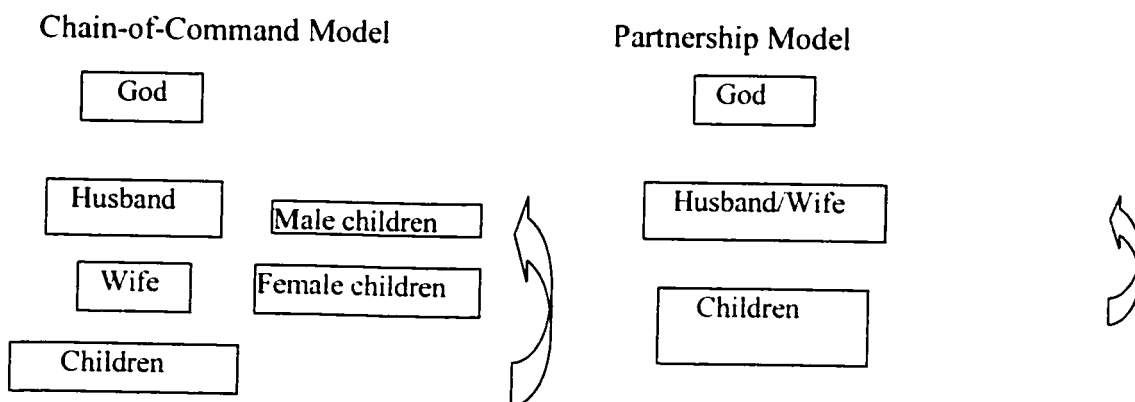 Chain-of-Command Model
God
Husband
Male children
Wife
Female children
Children
Partnership Model
God
Husband/Wife
Children